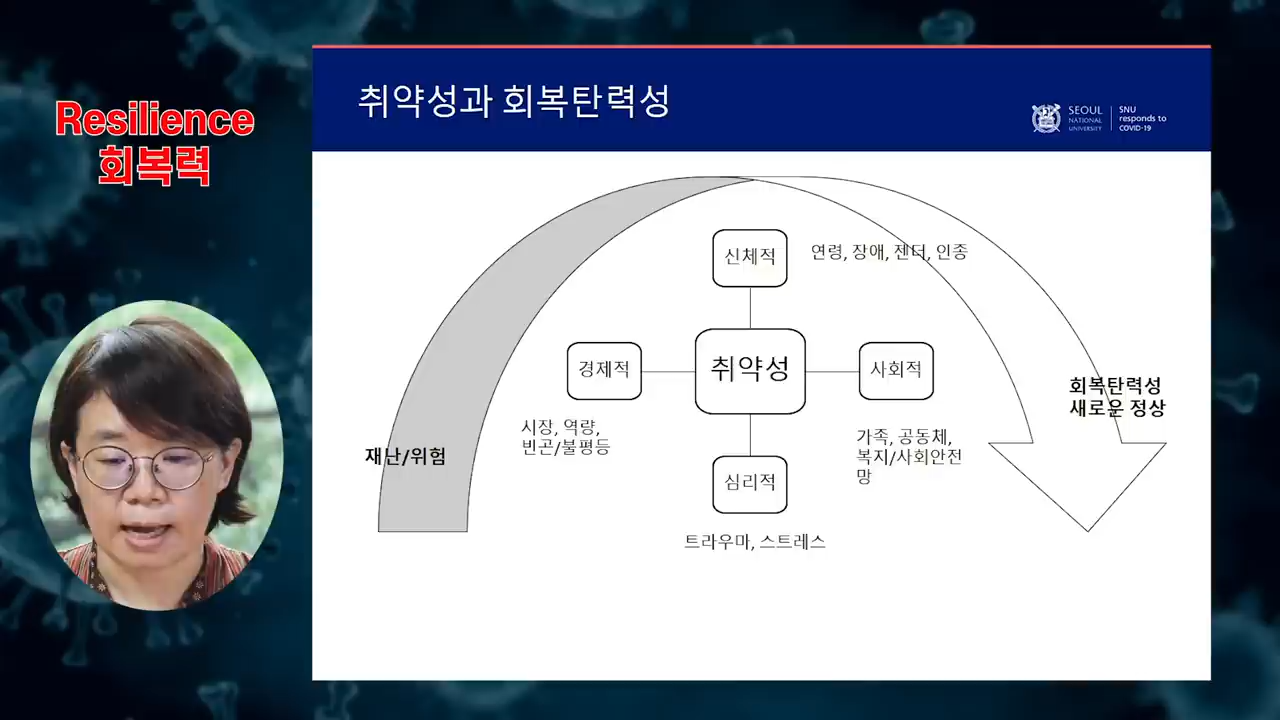 Resilience
회복력
취약성과 회복탄력성
SEOUL
NATIONAL
UNIVERSITY
SNU
responds to
COVID-19
신체적
연령, 장애, 젠터, 인종
경제적
취약성
사회적
시장, 역량,
빈곤/불평등
가족, 공동체,
복지/사회안전
망
심리적
트라우마, 스트레스
재난/위험
회복탄력성
새로운 정상